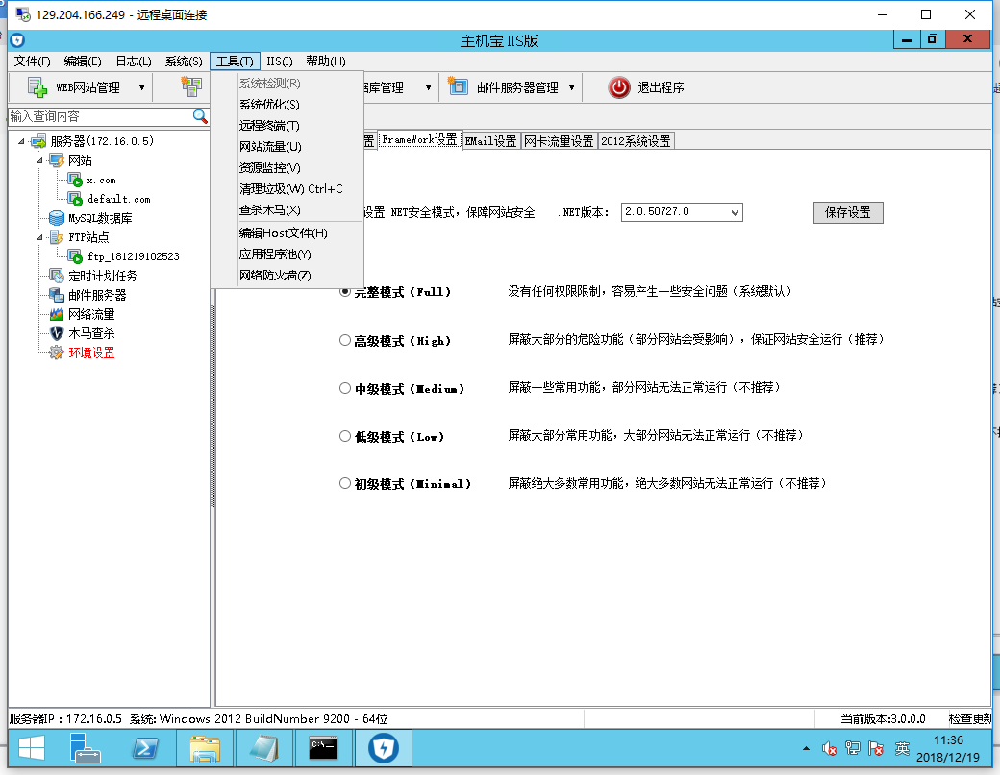 129.204.166.249 - 远程桌面连接
主机宝 IIS版
文件(F) 编辑(E) 日志(L) 系统(S) 工具(T) IIS(I) 帮助(H)
WEB网站管理 库管理 邮件服务器管理 退出程序
输入查询内容
服务器(172.16.0.5)
网站
x.com
default.com
MySQL数据库
FTP站点
ftp_181219102523
定时计划任务
邮件服务器
网络流量
木马查杀
环境设置
系统检测(R)
系统优化(S)
远程终端(T)
网站流量(U)
资源监控(V)
清理垃圾(W) Ctrl+C
查杀木马(X)
编辑Host文件(H)
应用程序池(Y)
网络防火墙(Z)
置 FrameWork设置 EMail设置 网卡流量设置 2012系统设置
设置.NET安全模式，保障网站安全 .NET版本： 2.0.50727.0 保存设置
完整模式（Full） 没有任何权限限制，容易产生一些安全问题（系统默认）
高级模式（High） 屏蔽大部分的危险功能（部分网站会受影响），保证网站安全运行（推荐）
中级模式（Medium） 屏蔽一些常用功能，部分网站无法正常运行（不推荐）
低级模式（Low） 屏蔽大部分常用功能，大部分网站无法正常运行（不推荐）
初级模式（Minimal） 屏蔽绝大多数常用功能，绝大多数网站无法正常运行（不推荐）
服务器IP：172.16.0.5 系统: Windows 2012 BuildNumber 9200 - 64位 当前版本:3.0.0.0 检查更新
英 11:36
2018/12/19